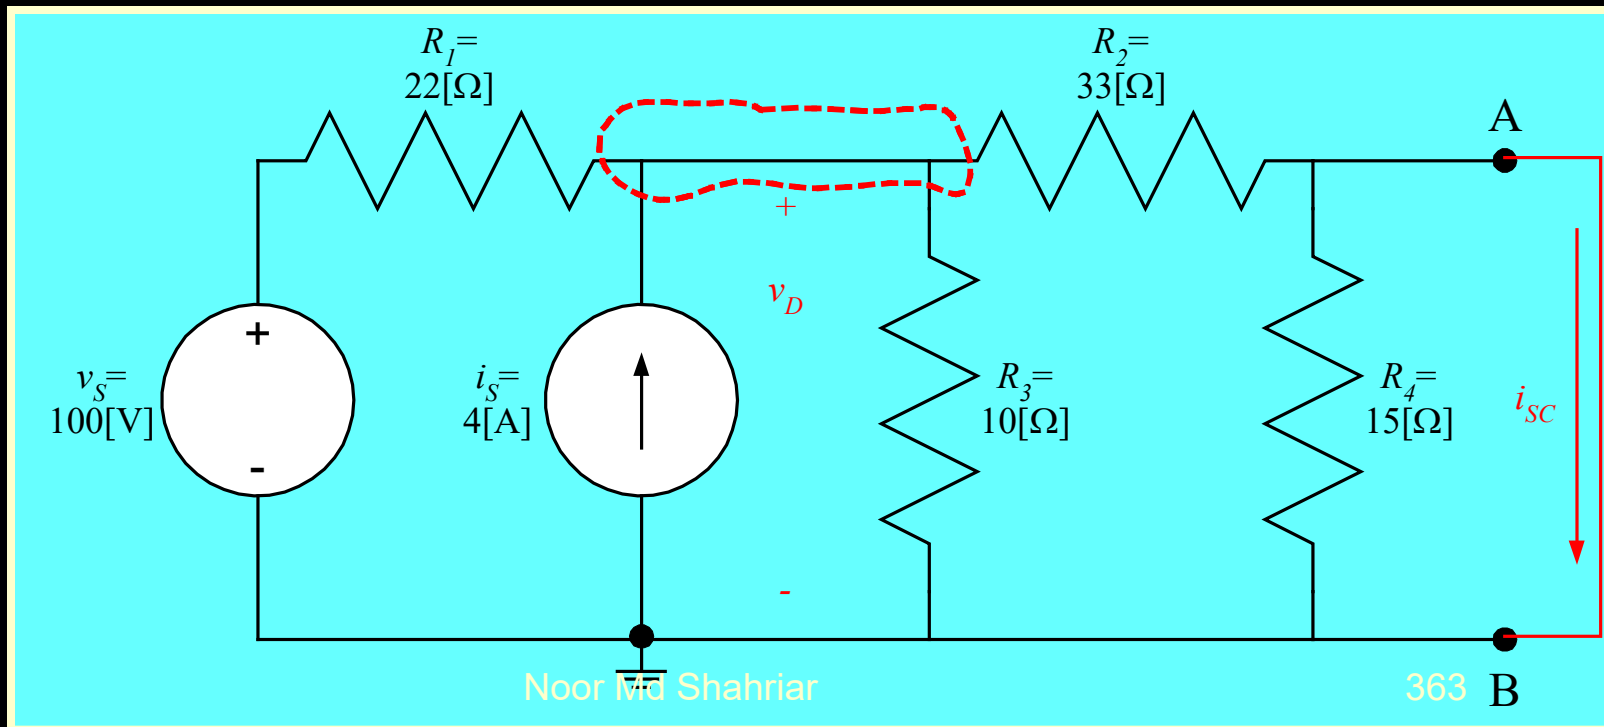 R1=
22[Ω]
R2=
33[Ω]
A
+
vD
-
+
-
vS=
100[V]
iS=
4[A]
R3=
10[Ω]
R4=
15[Ω]
iSC
Noor Md Shahriar
363
B